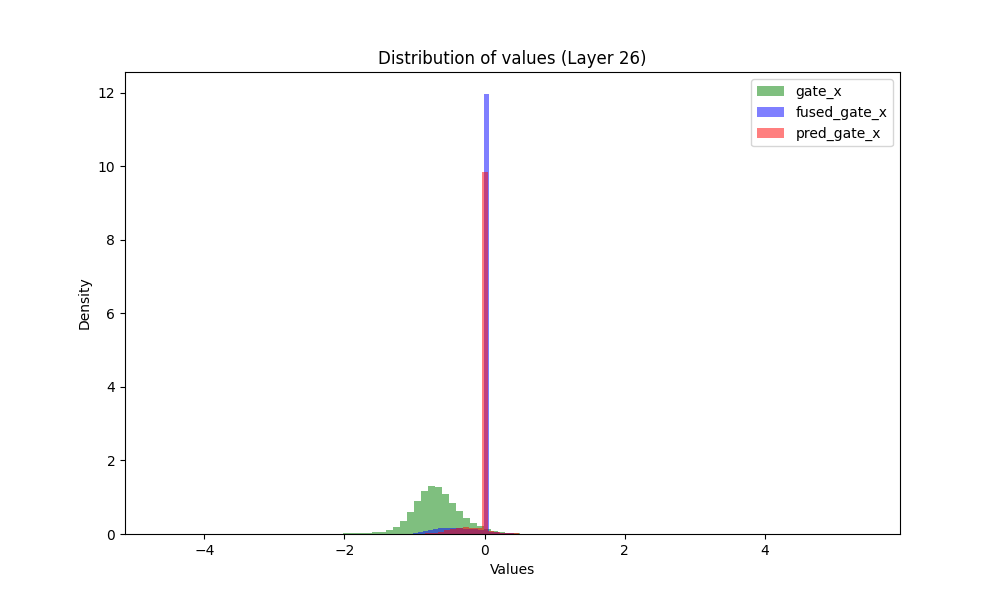 Distribution of values (Layer 26)
gate_x
fused_gate_x
pred_gate_x
Density
12
10
8
6
4
2
0
−4
−2
0
2
4
Values